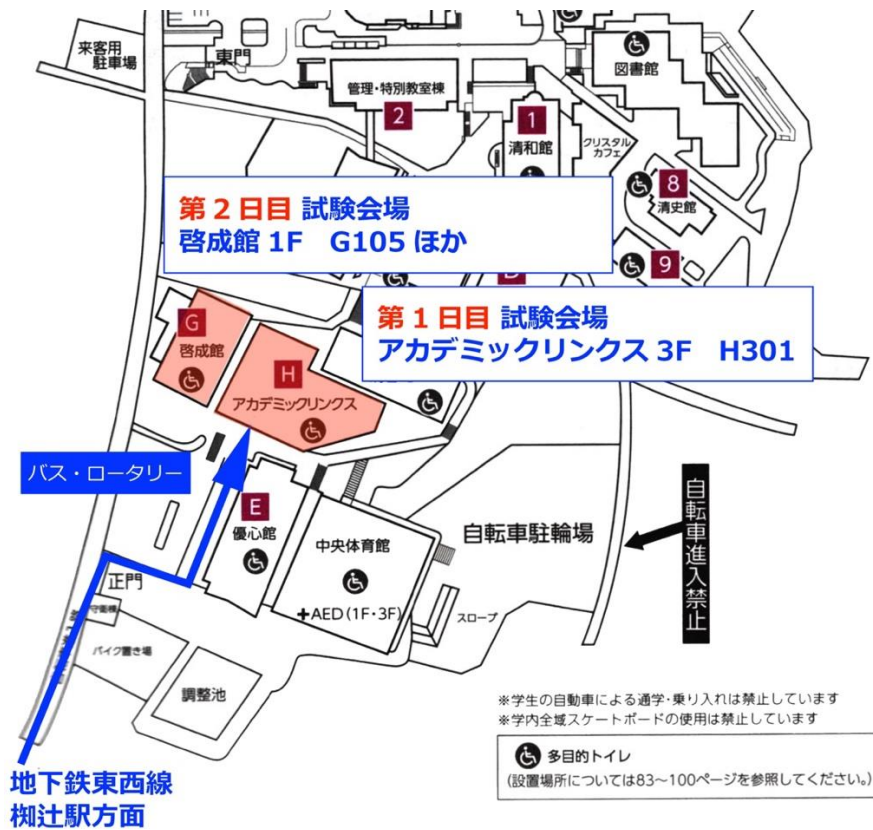 来客用
駐車場
東門
管理・特別教室棟
2
1
清和館
クリスタル
カフェ
図書館
8
清史館
9
第２日目 試験会場
啓成館 1F　G105 ほか
第１日目 試験会場
アカデミックリンクス 3F　H301
G
啓成館
H
アカデミックリンクス
バス・ロータリー
E
優心館
中央体育館
+AED(1F・3F)
自転車駐輪場
自転車進入禁止
スロープ
正門
守衛棟
バイク置き場
調整池
地下鉄東西線
椥辻駅方面
※学生の自動車による通学・乗り入れは禁止しています
※学内全域スケートボードの使用は禁止しています
多目的トイレ
(設置場所については83〜100ページを参照してください。)